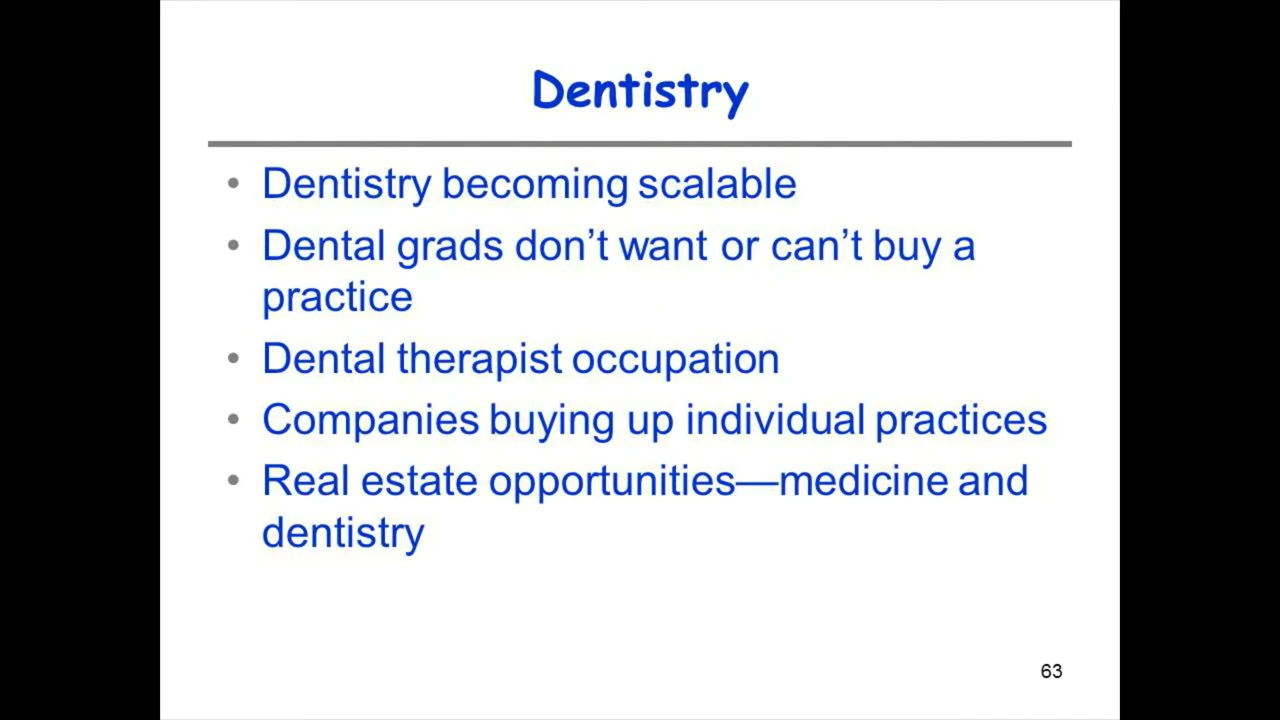 Dentistry
• Dentistry becoming scalable
• Dental grads don’t want or can’t buy a
practice
• Dental therapist occupation
• Companies buying up individual practices
• Real estate opportunities—medicine and
dentistry
63